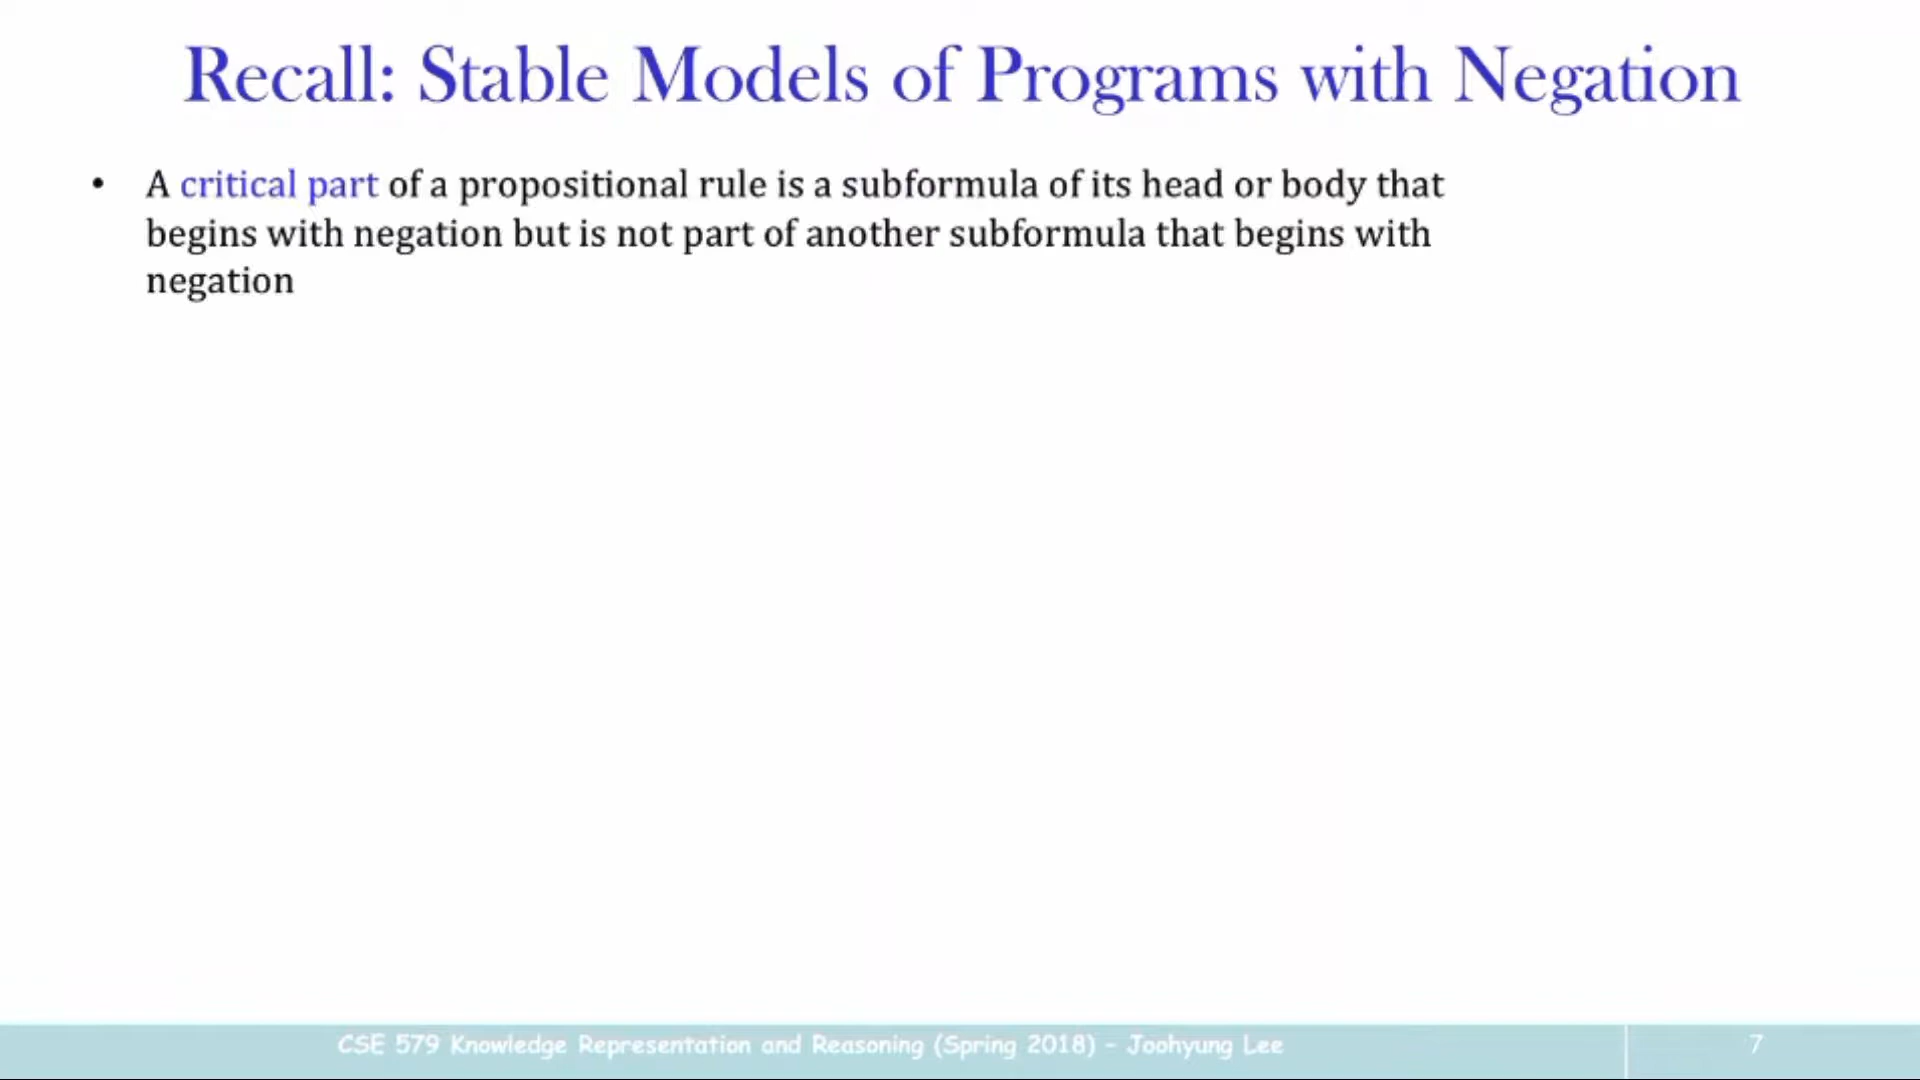 Recall: Stable Models of Programs with Negation
• A critical part of a propositional rule is a subformula of its head or body that
begins with negation but is not part of another subformula that begins with
negation
CSE 579 Knowledge Representation and Reasoning (Spring 2018) - Joohyung Lee
7